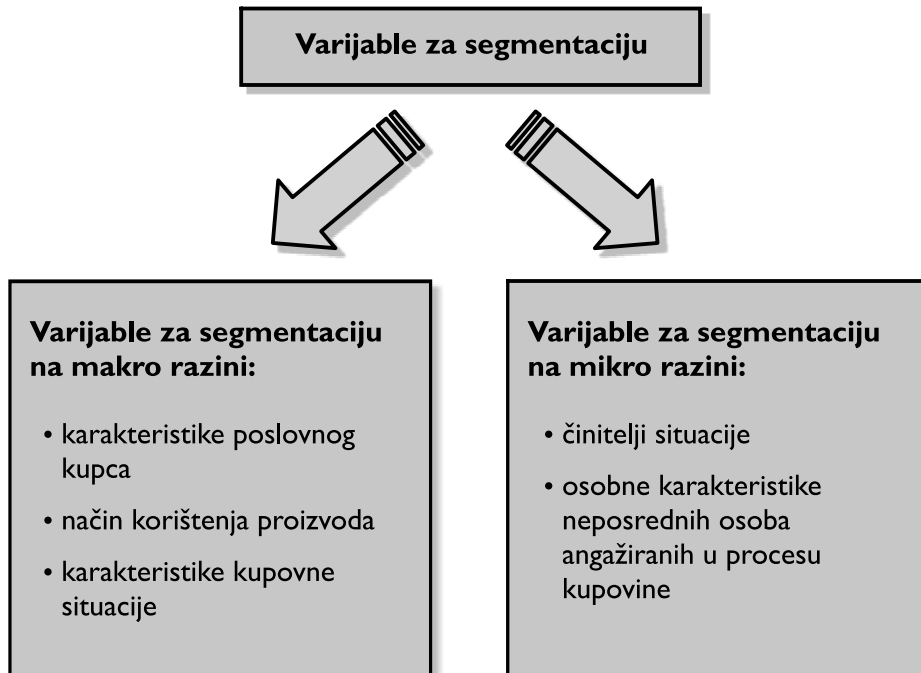 Varijable za segmentaciju
Varijable za segmentaciju
na makro razini:
• karakteristike poslovnog
kupca
• način korištenja proizvoda
• karakteristike kupovne
situacije
Varijable za segmentaciju
na mikro razini:
• činitelji situacije
• osobne karakteristike
neposrednih osoba
angažiranih u procesu
kupovine